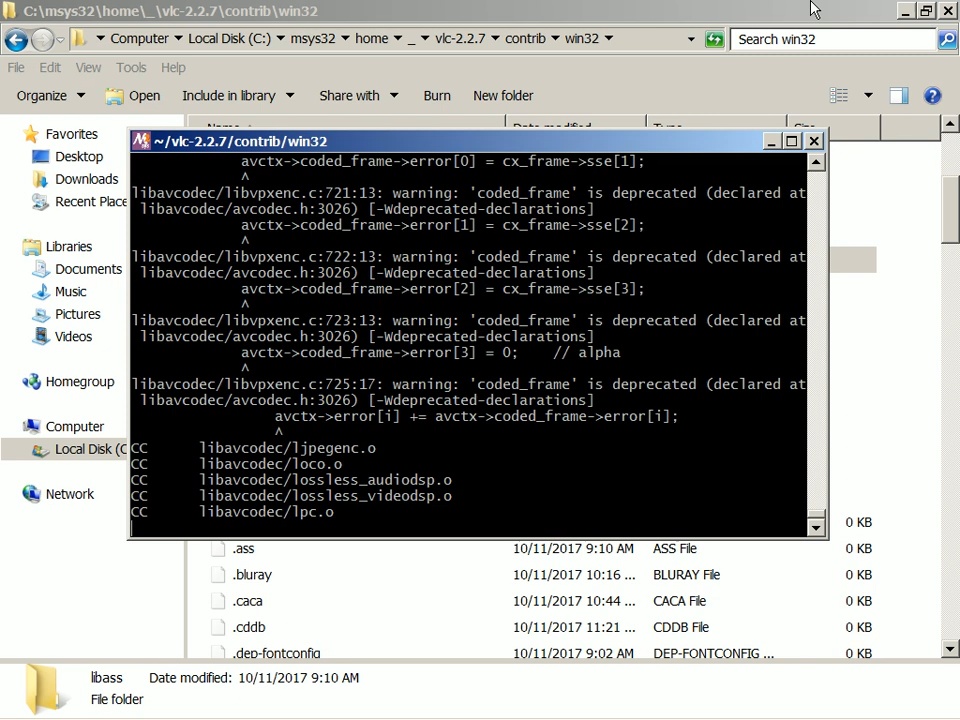 C:\msys32\home\_\vlc-2.2.7\contrib\win32
Computer Local Disk (C:) msys32 home _ vlc-2.2.7 contrib win32
Search win32
File Edit View Tools Help
Organize Open Include in library Share with Burn New folder
Favorites
Desktop
Downloads
Recent Place
Libraries
Documents
Music
Pictures
Videos
Homegroup
Computer
Local Disk (C
Network
~/vlc-2.2.7/contrib/win32
avctx->coded_frame->error[0] = cx_frame->sse[1];
^
libavcodec/libvpxenc.c:721:13: warning: 'coded_frame' is deprecated (declared at
libavcodec/avcodec.h:3026) [-Wdeprecated-declarations]
avctx->coded_frame->error[1] = cx_frame->sse[2];
^
libavcodec/libvpxenc.c:722:13: warning: 'coded_frame' is deprecated (declared at
libavcodec/avcodec.h:3026) [-Wdeprecated-declarations]
avctx->coded_frame->error[2] = cx_frame->sse[3];
^
libavcodec/libvpxenc.c:723:13: warning: 'coded_frame' is deprecated (declared at
libavcodec/avcodec.h:3026) [-Wdeprecated-declarations]
avctx->coded_frame->error[3] = 0; // alpha
^
libavcodec/libvpxenc.c:725:17: warning: 'coded_frame' is deprecated (declared at
libavcodec/avcodec.h:3026) [-Wdeprecated-declarations]
avctx->error[i] += avctx->coded_frame->error[i];
^
CC libavcodec/ljpegenc.o
CC libavcodec/loco.o
CC libavcodec/lossless_audiodsp.o
CC libavcodec/lossless_videodsp.o
CC libavcodec/lpc.o
0 KB
.ass 10/11/2017 9:10 AM ASS File 0 KB
.bluray 10/11/2017 10:16 ... BLURAY File 0 KB
.caca 10/11/2017 10:44 ... CACA File 0 KB
.cddb 10/11/2017 11:21 ... CDDB File 0 KB
.dep-fontconfig 10/11/2017 9:02 AM DEP-FONTCONFIG ... 0 KB
libass Date modified: 10/11/2017 9:10 AM
File folder